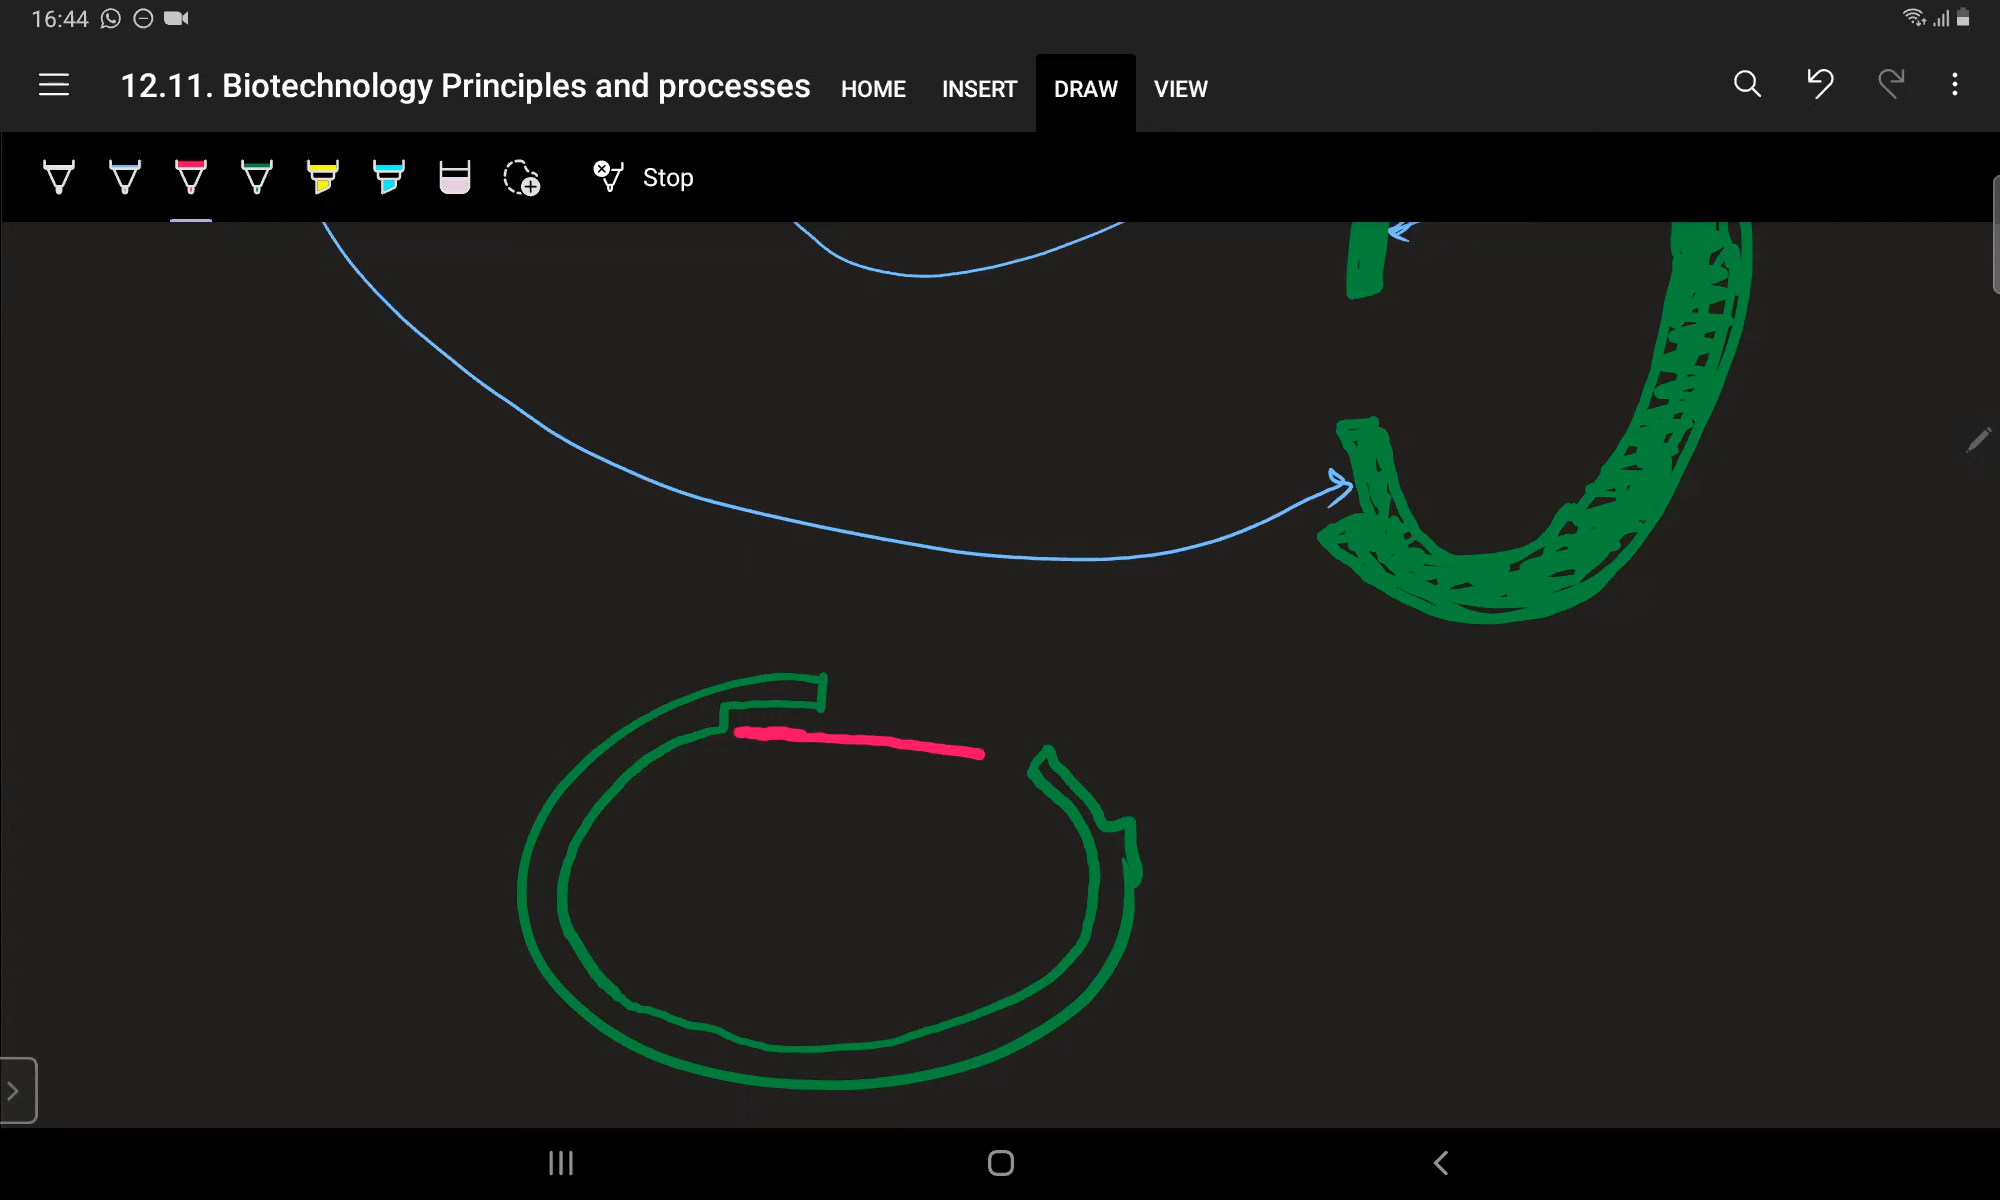 16:44
12.11. Biotechnology Principles and processes HOME INSERT DRAW VIEW
Stop